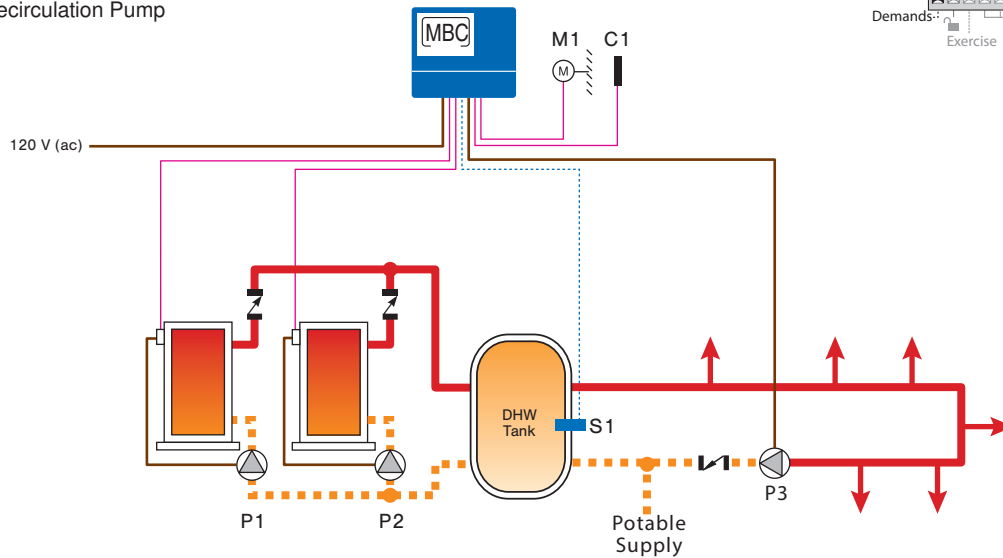 ecirculation Pump
MBC
M1 C1
M
Demands
Exercise
120 V (ac)
DHW
Tank
S1
P1 P2
P3
Potable
Supply